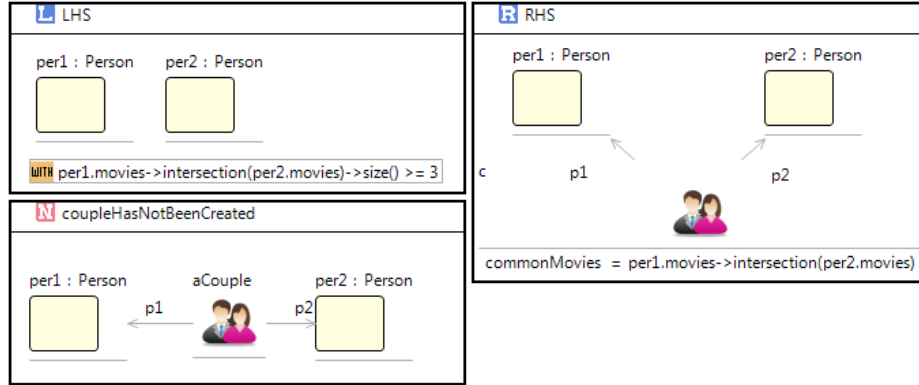 L LHS
per1 : Person per2 : Person
WITH per1.movies->intersection(per2.movies)->size() >= 3
N coupleHasNotBeenCreated
per1 : Person aCouple per2 : Person
p1 p2
R RHS
per1 : Person per2 : Person
c p1 p2
commonMovies = per1.movies->intersection(per2.movies)